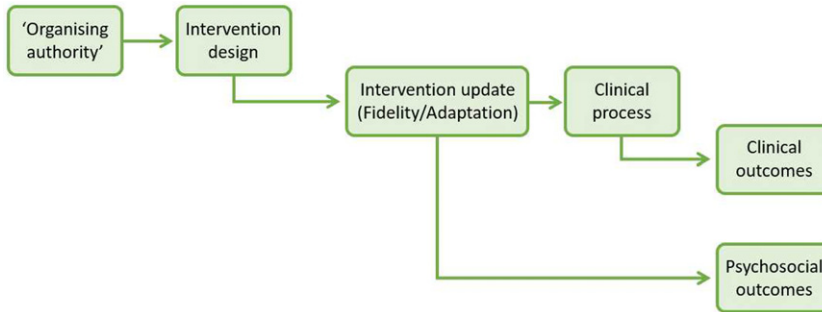 ‘Organising
authority’
Intervention
design
Intervention update
(Fidelity/Adaptation)
Clinical
process
Clinical
outcomes
Psychosocial
outcomes